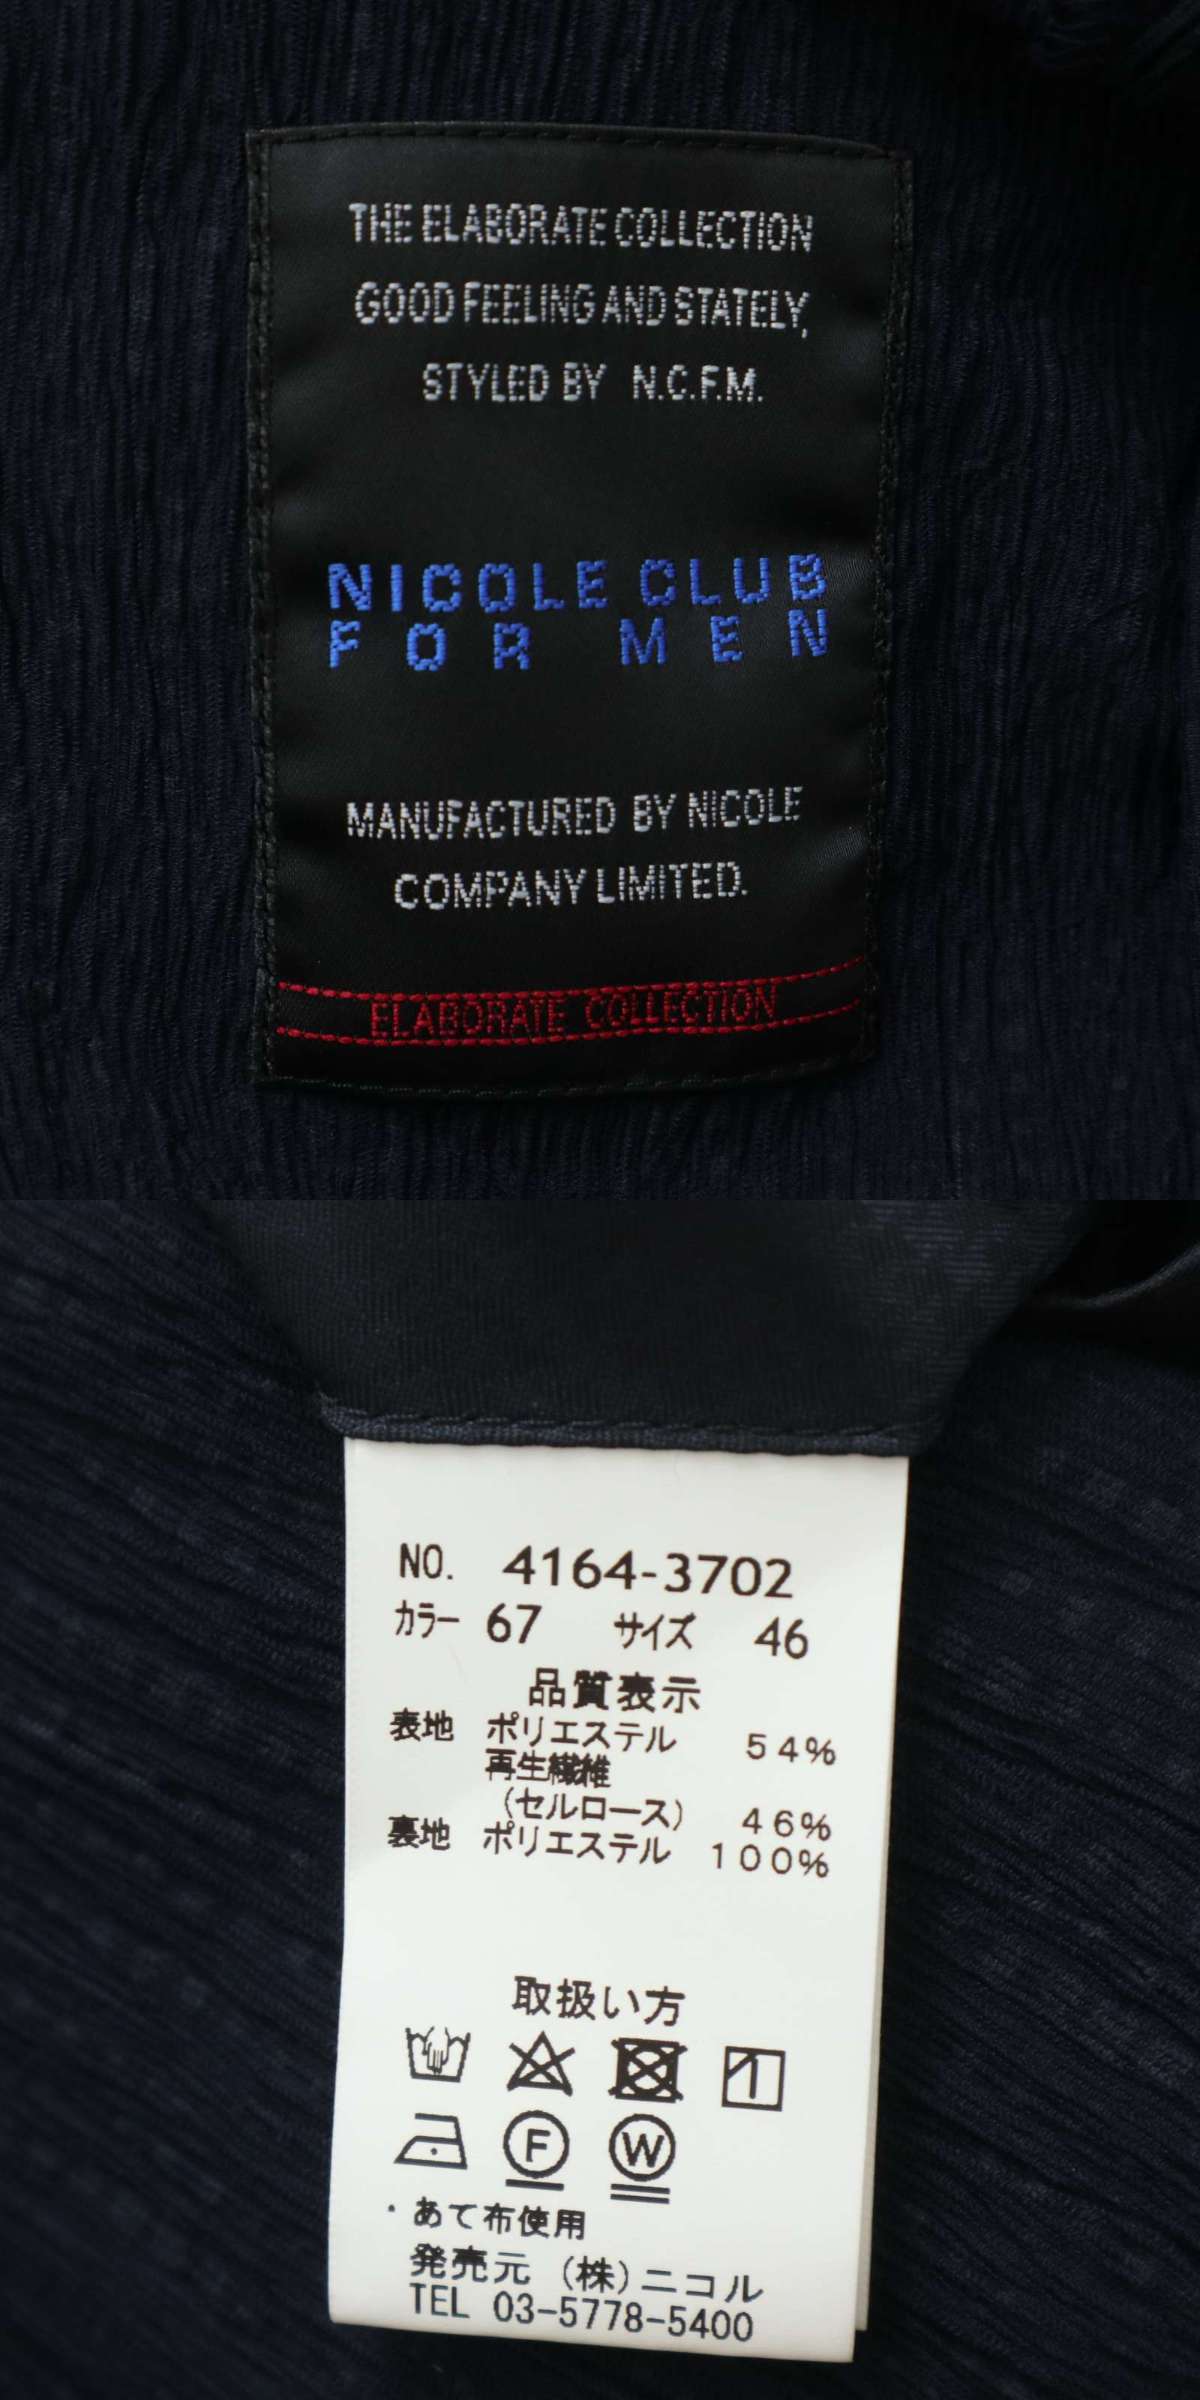 THE ELABORATE COLLECTION
GOOD FEELING AND STATELY,
STYLED BY N.C.F.M.
NICOLE CLUB
FOR MEN
MANUFACTURED BY NICOLE
COMPANY LIMITED.
ELABORATE COLLECTION
NO. 4164-3702
カラー 67 サイズ 46
品質表示
表地 ポリエステル 54%
再生繊維
(セルロース) 46%
裏地 ポリエステル 100%
取扱い方
1
F W
・あて布使用
発売元 (株)ニコル
TEL 03-5778-5400